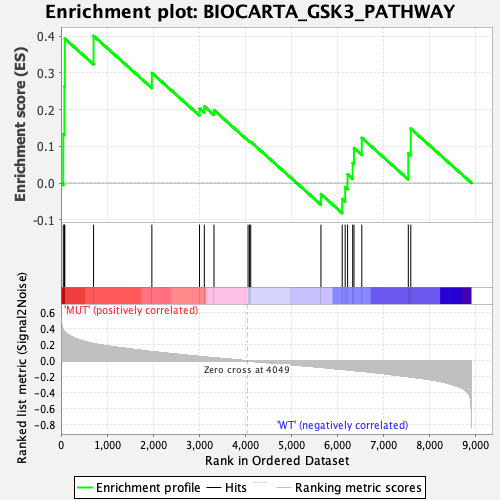 Enrichment plot: BIOCARTA_GSK3_PATHWAY
Enrichment score (ES)
0.4
0.3
0.2
0.1
0.0
-0.1
'MUT' (positively correlated)
Ranked list metric (Signal2Noise)
0.6
0.4
0.2
0.0
-0.2
-0.4
-0.6
-0.8
Zero cross at 4049
'WT' (negatively correlated)
0 1,000 2,000 3,000 4,000 5,000 6,000 7,000 8,000 9,000
Rank in Ordered Dataset
Enrichment profile Hits Ranking metric scores